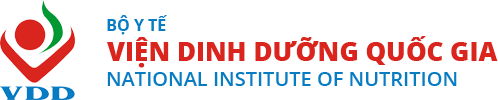 BỘ Y TẾ
VIỆN DINH DƯỠNG QUỐC GIA
NATIONAL INSTITUTE OF NUTRITION
VDD